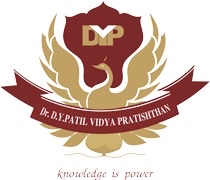 DYP
Dr. D.Y.PATIL VIDYA PRATISHTHAN
knowledge is power